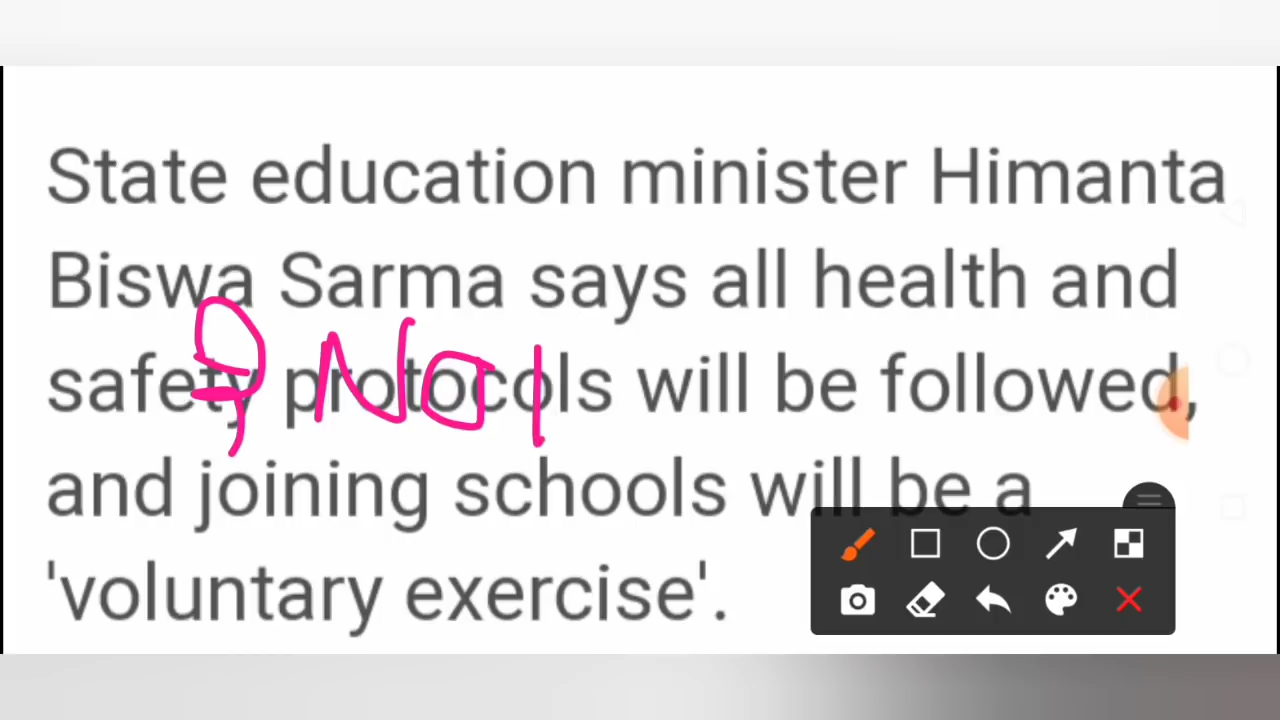 State education minister Himanta
Biswa Sarma says all health and
safety protocols will be followed,
and joining schools will be a
'voluntary exercise'.